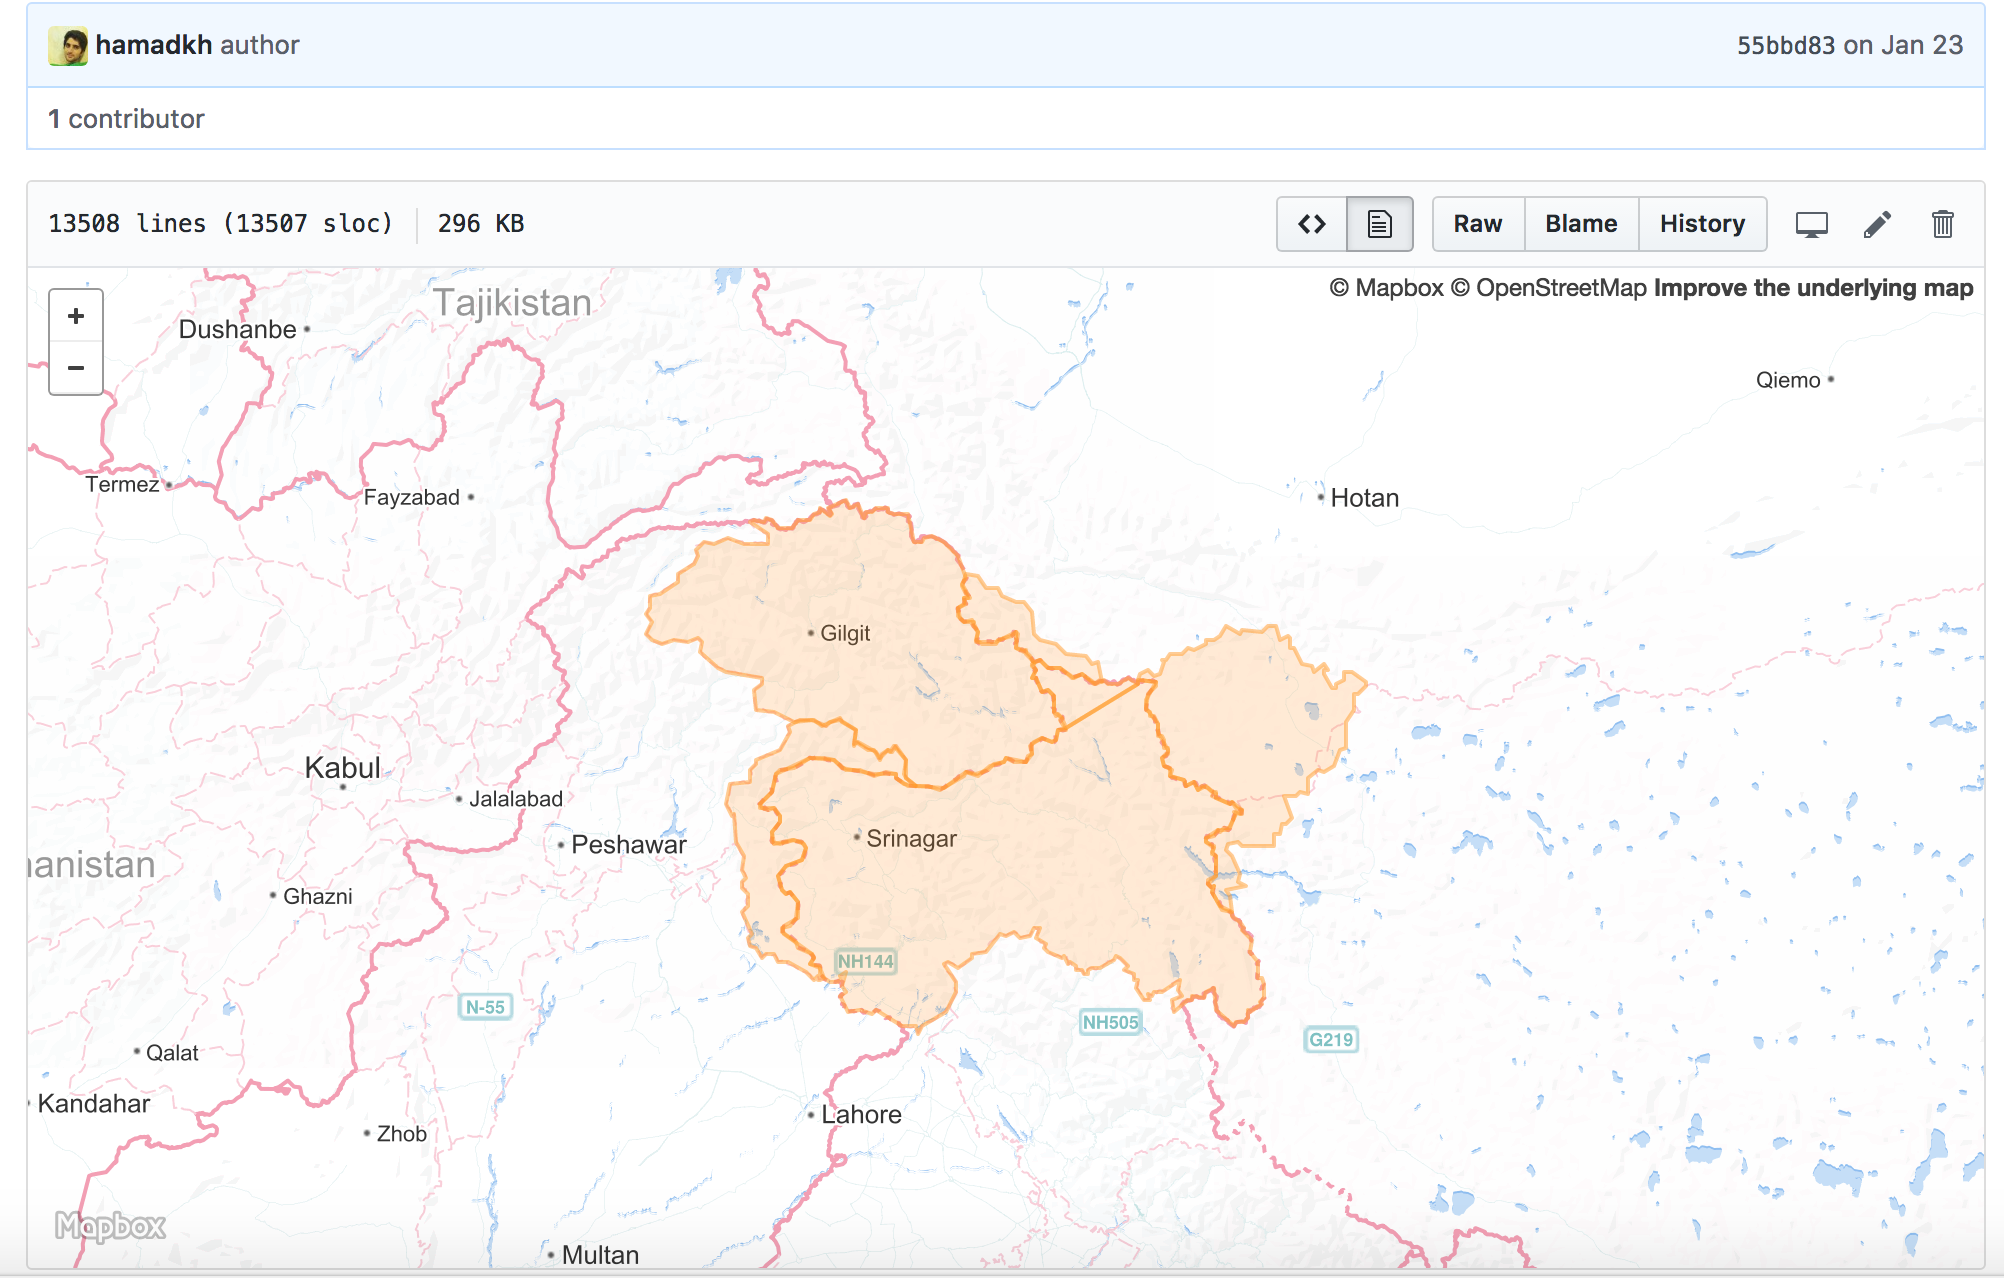 hamadkh author
55bbd83 on Jan 23
1 contributor
13508 lines (13507 sloc)
296 KB
Raw
Blame
History
+
−
© Mapbox © OpenStreetMap Improve the underlying map
Tajikistan
Dushanbe
Qiemo
Termez
Fayzabad
Hotan
Gilgit
Kabul
Jalalabad
Peshawar
Srinagar
hanistan
Ghazni
NH144
N-55
NH505
G219
Qalat
Kandahar
Lahore
Zhob
Mapbox
Multan